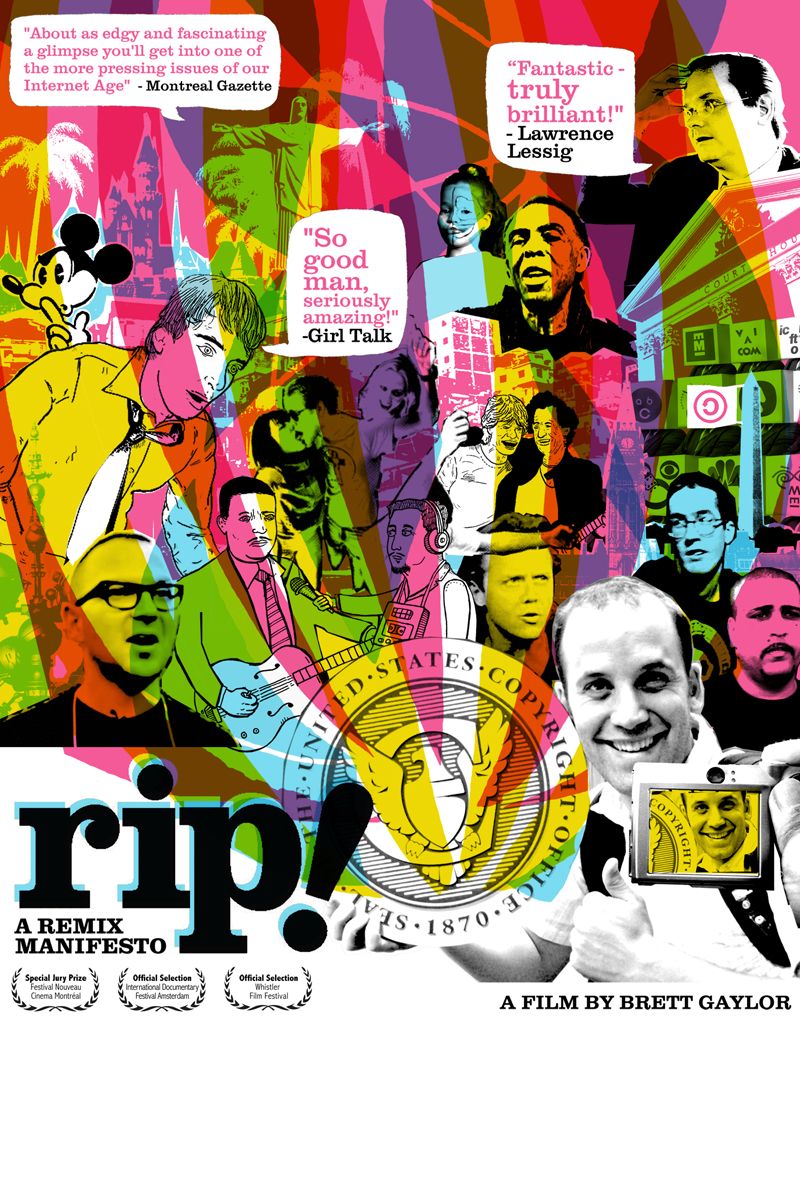 "About as edgy and fascinating
a glimpse you'll get into one of
the more pressing issues of our
Internet Age" - Montreal Gazette
“Fantastic -
truly
brilliant!"
- Lawrence
Lessig
"So
good
man,
seriously
amazing!"
-Girl Talk
COURT HOU
VIA
COM.
THE · UNITED · STATES · COPYRIGHT · OFFICE
SEAL · 1870 ·
COPYRIGHT
rip!
A REMIX
MANIFESTO
Special Jury Prize
Festival Nouveau
Cinema Montréal
Official Selection
International Documentary
Festival Amsterdam
Official Selection
Whistler
Film Festival
A FILM BY BRETT GAYLOR